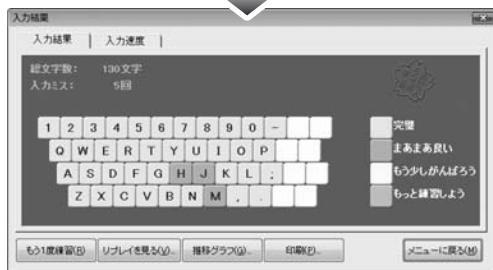 入力結果
入力結果 | 入力速度 |
総文字数: 130文字
入力ミス: 5回
1 2 3 4 5 6 7 8 9 0 -
Q W E R T Y U I O P
A S D F G H J K L ;
Z X C V B N M , .
完璧
まあまあ良い
もう少しがんばろう
もっと練習しよう
もう1度練習(R) リプレイを見る(V)... 推移グラフ(G)... 印刷(P)... メニューに戻る(M)